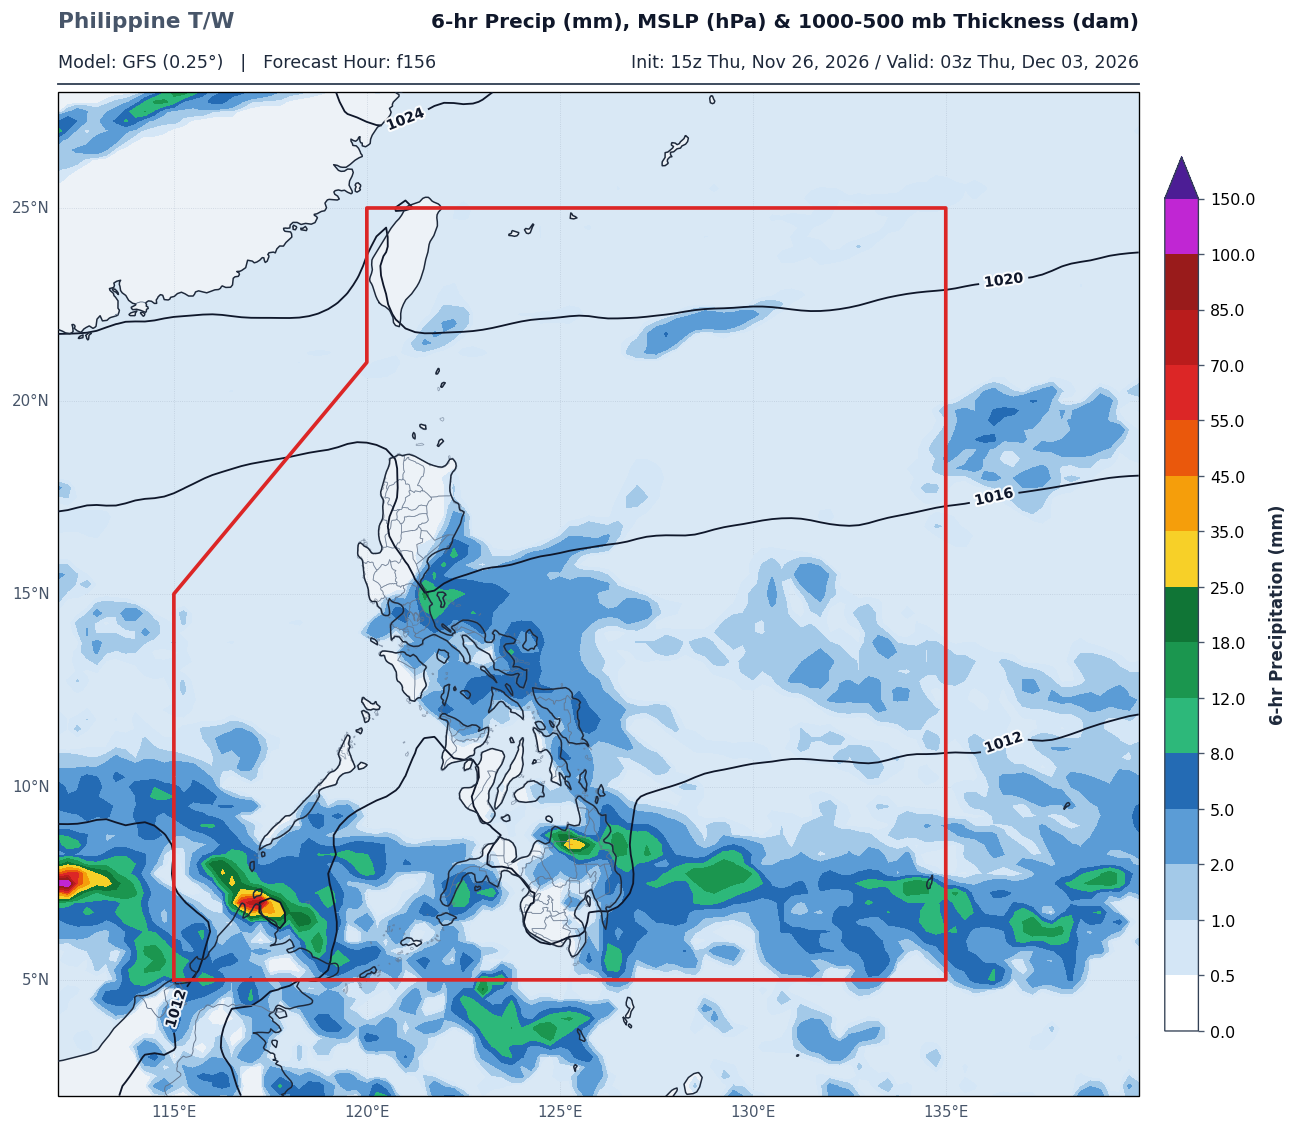 Philippine T/W
6-hr Precip (mm), MSLP (hPa) & 1000-500 mb Thickness (dam)
Model: GFS (0.25°) | Forecast Hour: f156
Init: 15z Thu, Nov 26, 2026 / Valid: 03z Thu, Dec 03, 2026
1024
1020
1016
1012
1012
25°N
20°N
15°N
10°N
5°N
115°E
120°E
125°E
130°E
135°E
150.0
100.0
85.0
70.0
55.0
45.0
35.0
25.0
18.0
12.0
8.0
5.0
2.0
1.0
0.5
0.0
6-hr Precipitation (mm)